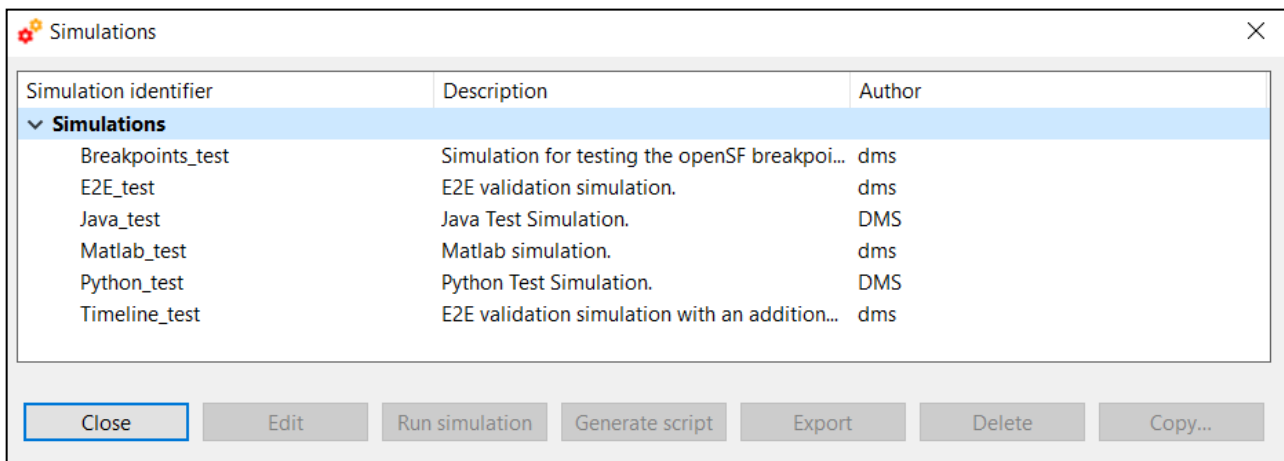 Simulations
Simulation identifier Description Author
Simulations
Breakpoints_test Simulation for testing the openSF breakpoi... dms
E2E_test E2E validation simulation. dms
Java_test Java Test Simulation. DMS
Matlab_test Matlab simulation. dms
Python_test Python Test Simulation. DMS
Timeline_test E2E validation simulation with an addition... dms
Close Edit Run simulation Generate script Export Delete Copy...